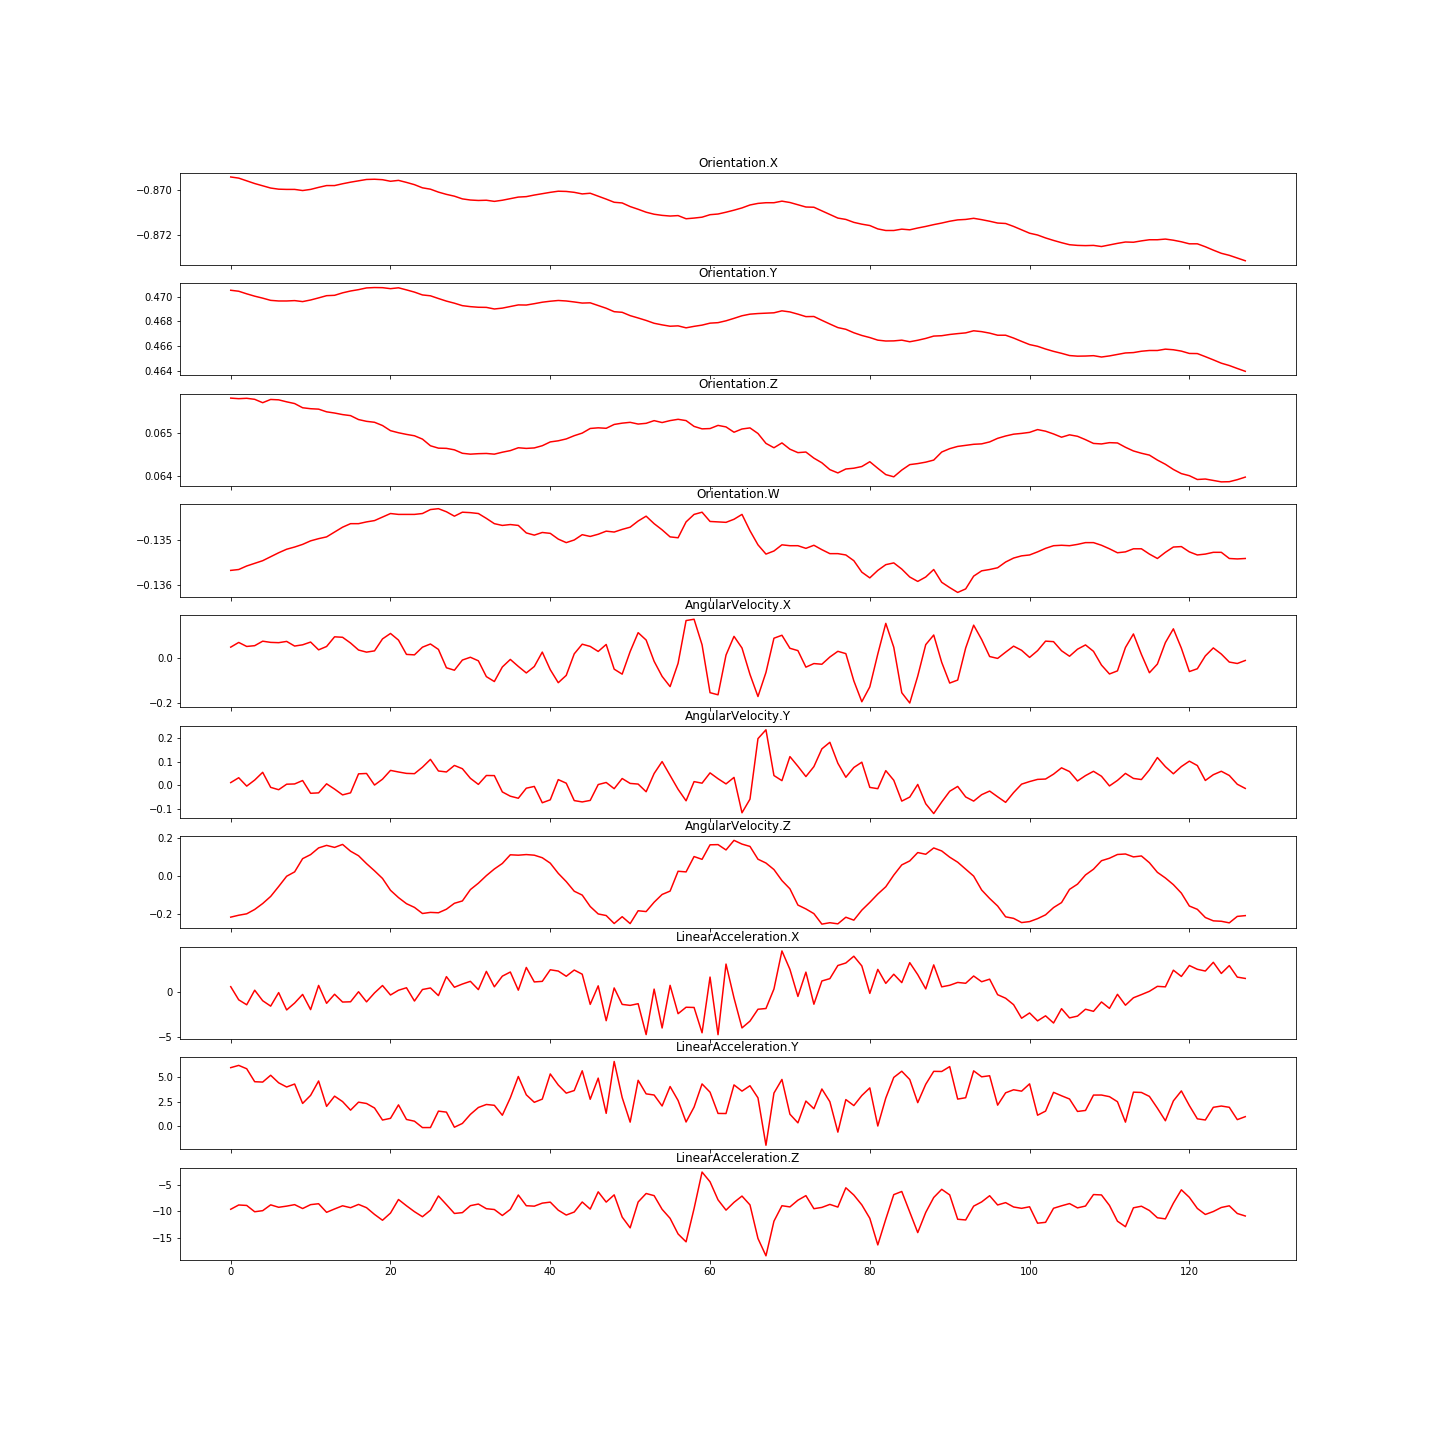 Orientation.X
−0.870
−0.872
Orientation.Y
0.470
0.468
0.466
0.464
Orientation.Z
0.065
0.064
Orientation.W
−0.135
−0.136
AngularVelocity.X
0.0
−0.2
AngularVelocity.Y
0.2
0.1
0.0
−0.1
AngularVelocity.Z
0.2
0.0
−0.2
LinearAcceleration.X
0
−5
LinearAcceleration.Y
5.0
2.5
0.0
LinearAcceleration.Z
−5
−10
−15
0 20 40 60 80 100 120